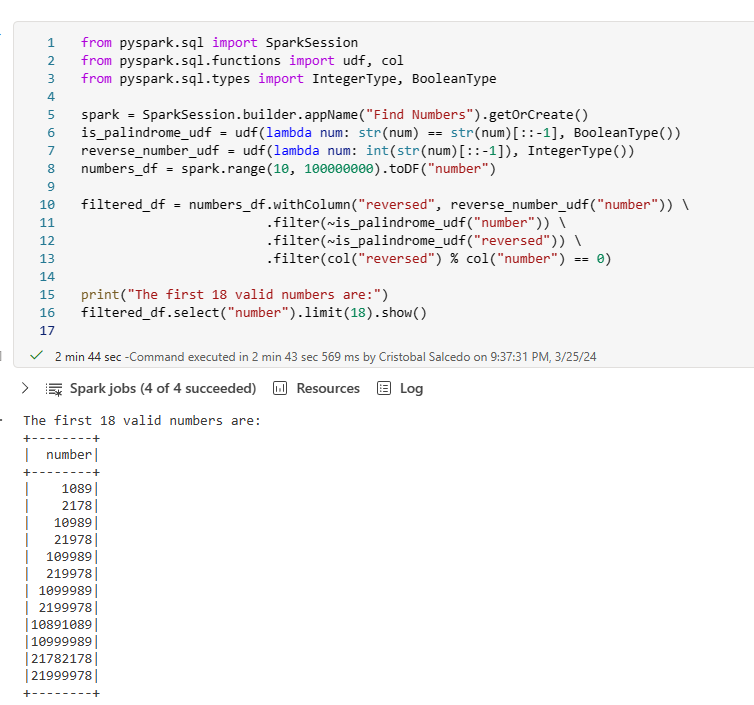 1 from pyspark.sql import SparkSession
2 from pyspark.sql.functions import udf, col
3 from pyspark.sql.types import IntegerType, BooleanType
4
5 spark = SparkSession.builder.appName("Find Numbers").getOrCreate()
6 is_palindrome_udf = udf(lambda num: str(num) == str(num)[::-1], BooleanType())
7 reverse_number_udf = udf(lambda num: int(str(num)[::-1]), IntegerType())
8 numbers_df = spark.range(10, 100000000).toDF("number")
9
10 filtered_df = numbers_df.withColumn("reversed", reverse_number_udf("number")) \
11                        .filter(~is_palindrome_udf("number")) \
12                        .filter(~is_palindrome_udf("reversed")) \
13                        .filter(col("reversed") % col("number") == 0)
14
15 print("The first 18 valid numbers are:")
16 filtered_df.select("number").limit(18).show()
17
2 min 44 sec -Command executed in 2 min 43 sec 569 ms by Cristobal Salcedo on 9:37:31 PM, 3/25/24
Spark jobs (4 of 4 succeeded) Resources Log
The first 18 valid numbers are:
+--------+
|  number|
+--------+
|    1089|
|    2178|
|   10989|
|   21978|
|  109989|
|  219978|
| 1099989|
| 2199978|
|10891089|
|10999989|
|21782178|
|21999978|
+--------+